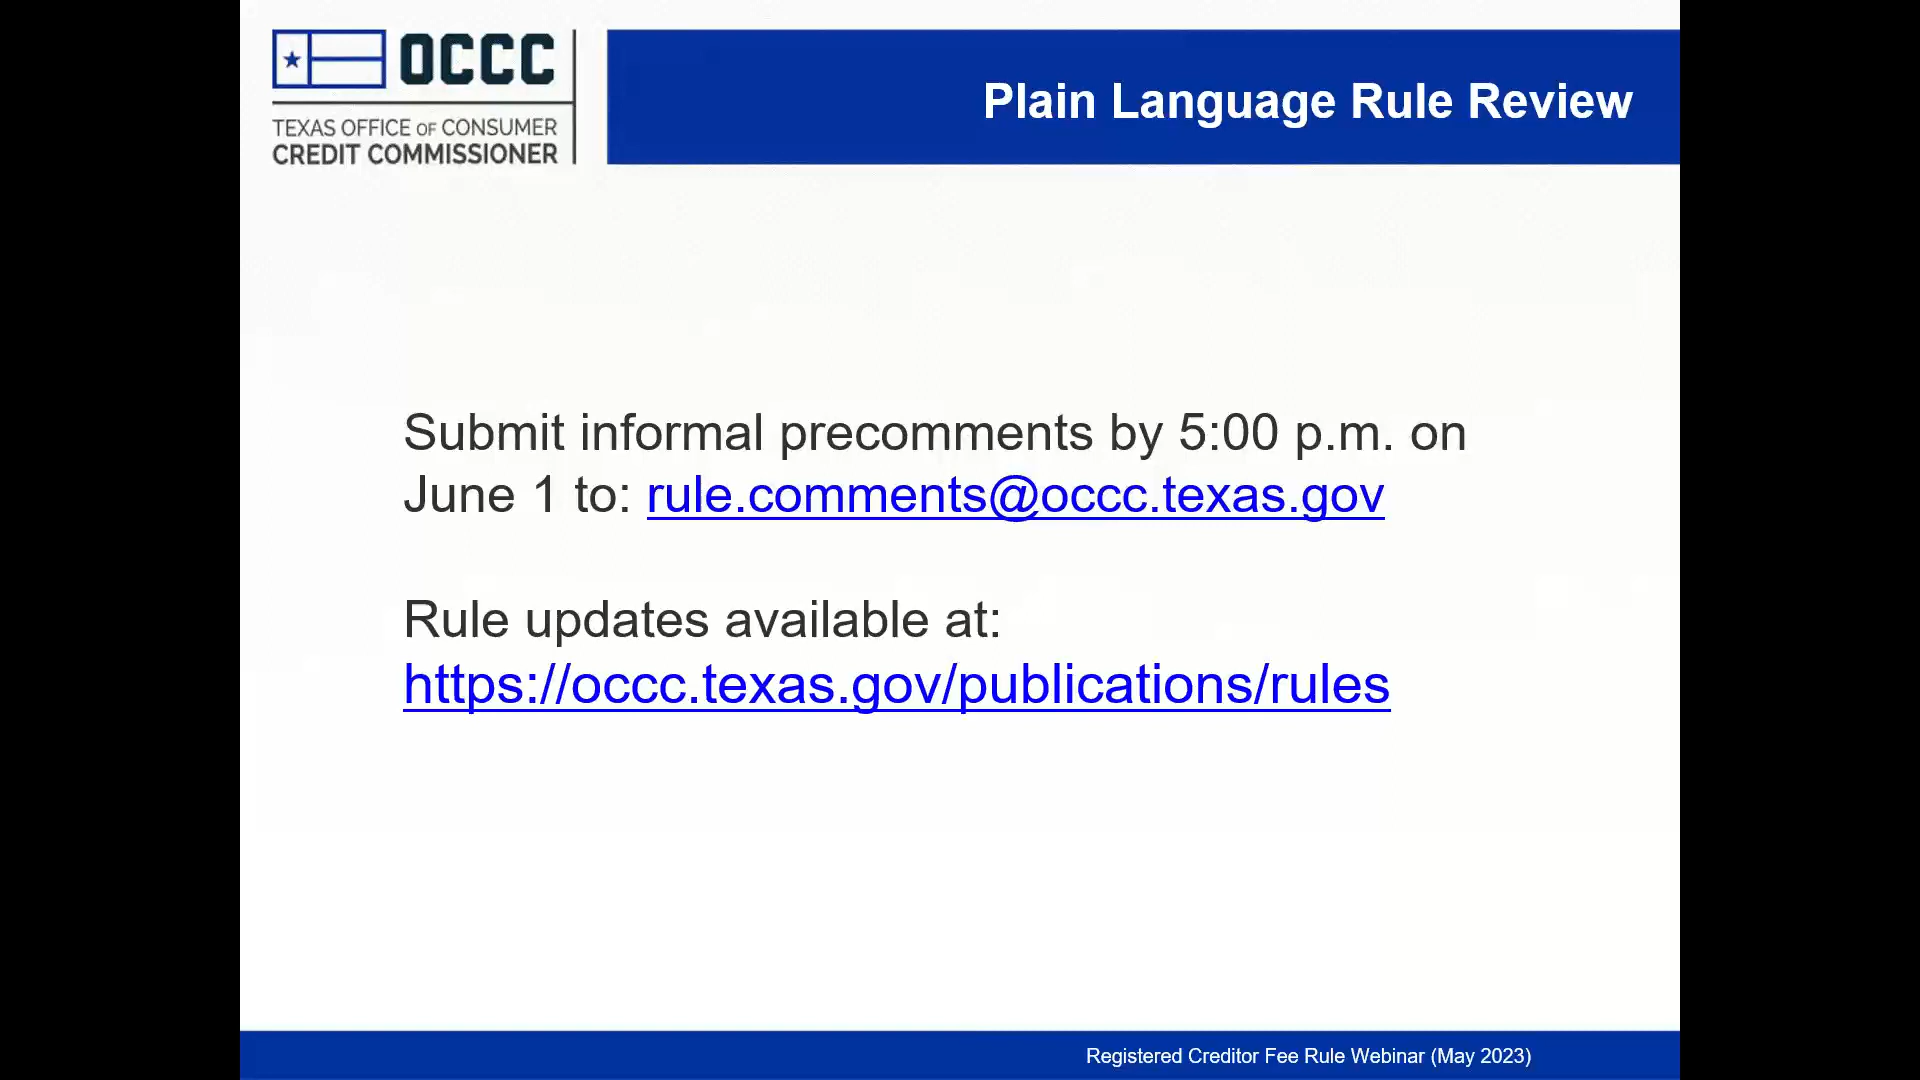 OCCC
TEXAS OFFICE OF CONSUMER
CREDIT COMMISSIONER
Plain Language Rule Review
Submit informal precomments by 5:00 p.m. on
June 1 to: rule.comments@occc.texas.gov
Rule updates available at:
https://occc.texas.gov/publications/rules
Registered Creditor Fee Rule Webinar (May 2023)